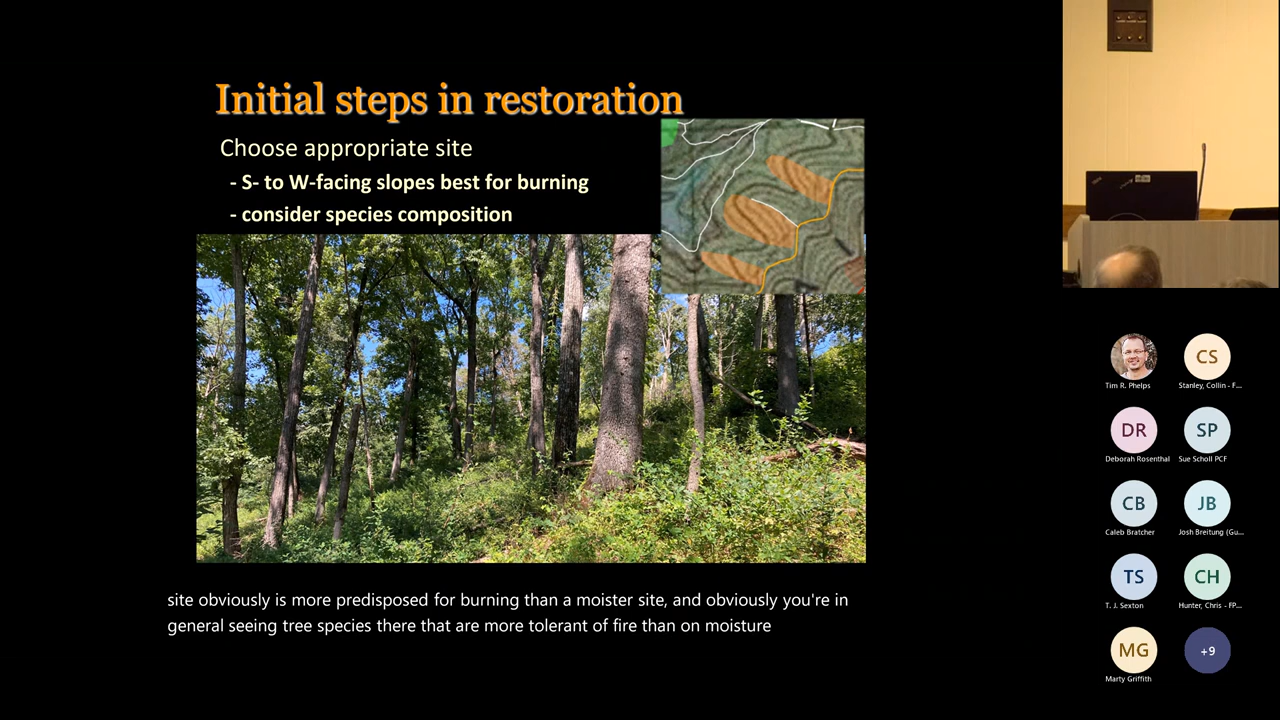 Initial steps in restoration
Choose appropriate site
- S- to W-facing slopes best for burning
- consider species composition
site obviously is more predisposed for burning than a moister site, and obviously you're in
general seeing tree species there that are more tolerant of fire than on moisture
Tim R. Phelps
CS
Stanley, Collin - F...
DR
Deborah Rosenthal
SP
Sue Scholl PCF
CB
Caleb Bratcher
JB
Josh Breitung (Gu...
TS
T. J. Sexton
CH
Hunter, Chris - FP...
MG
Marty Griffith
+9